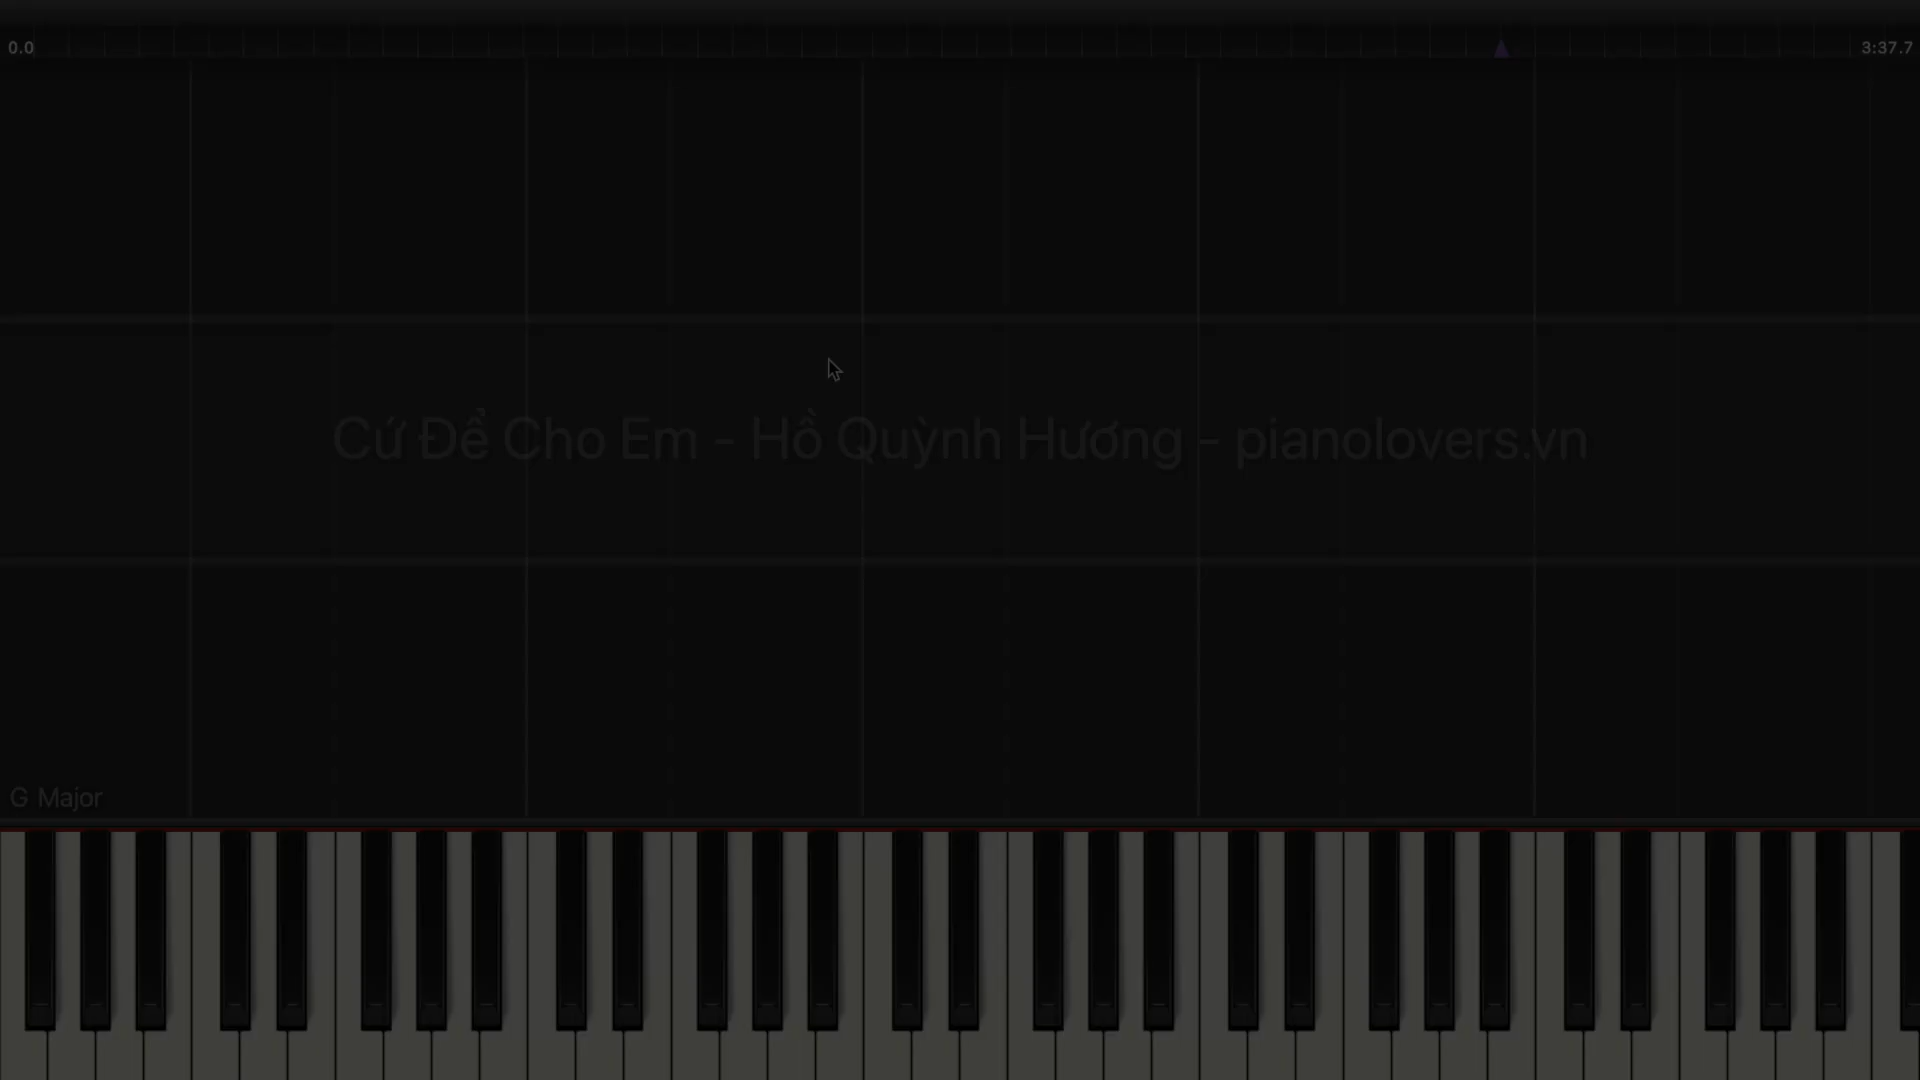 0.0
3:37.7
Cứ Để Cho Em - Hồ Quỳnh Hương - pianolovers.vn
G Major